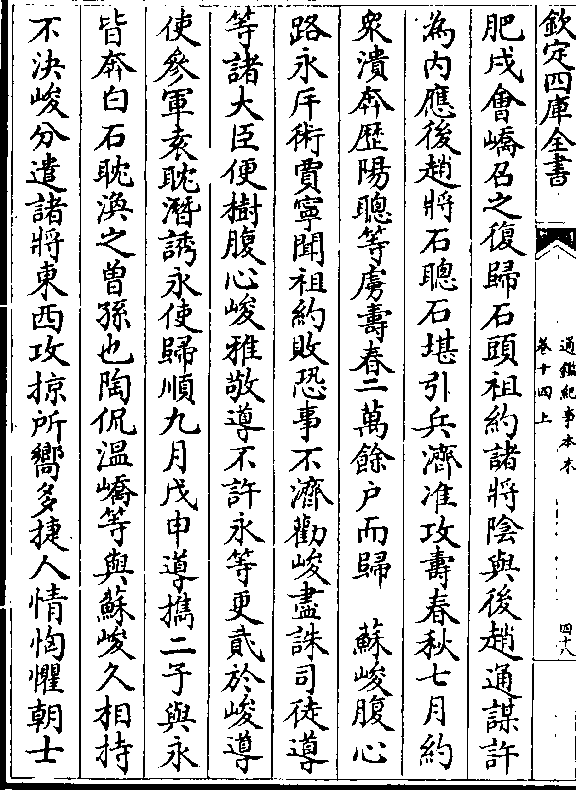 欽定四庫全書
通鑑紀事本末
卷十四上
四十八
肥戌會嶠召之復歸石頭祖約諸將陰與後趙通謀許
為内應後趙將石聰石堪引兵濟淮攻壽春秋七月約
衆潰奔歴陽聰等虜壽春二萬餘户而歸 蘇峻腹心
路永匡術賈寧聞祖約敗恐事不濟勸峻盡誅司徒導
等諸大臣便樹腹心峻雅敬導不許永等更貳於峻導
使參軍袁耽潛誘永使歸順九月戊申導攜二子與永
皆奔白石耽渙之曽孫也陶侃温嶠等與蘇峻久相持
不決峻分遣諸將東西攻掠所嚮多捷人情恟懼朝士